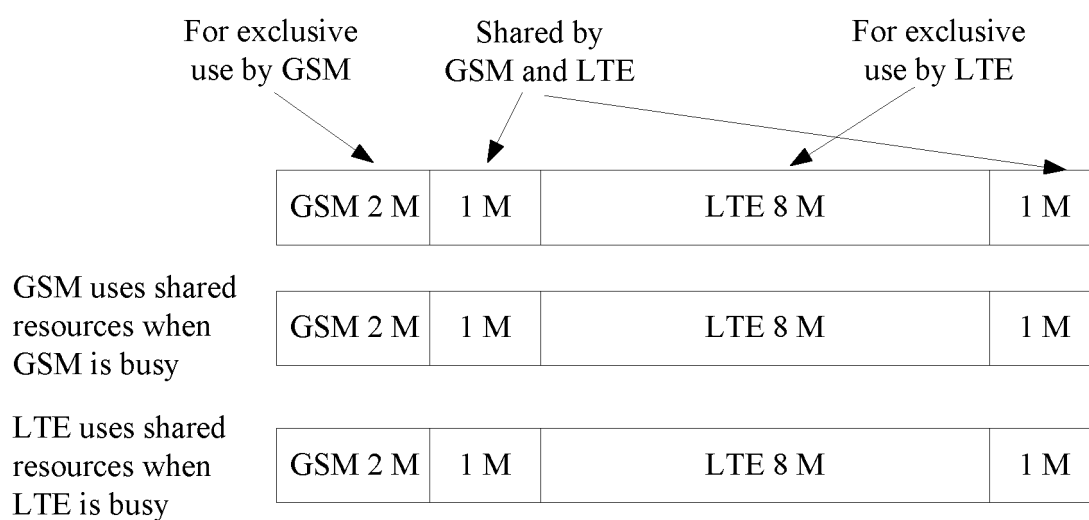 For exclusive
use by GSM
Shared by
GSM and LTE
For exclusive
use by LTE
GSM 2 M 1 M LTE 8 M 1 M
GSM uses shared
resources when
GSM is busy
GSM 2 M 1 M LTE 8 M 1 M
LTE uses shared
resources when
LTE is busy
GSM 2 M 1 M LTE 8 M 1 M